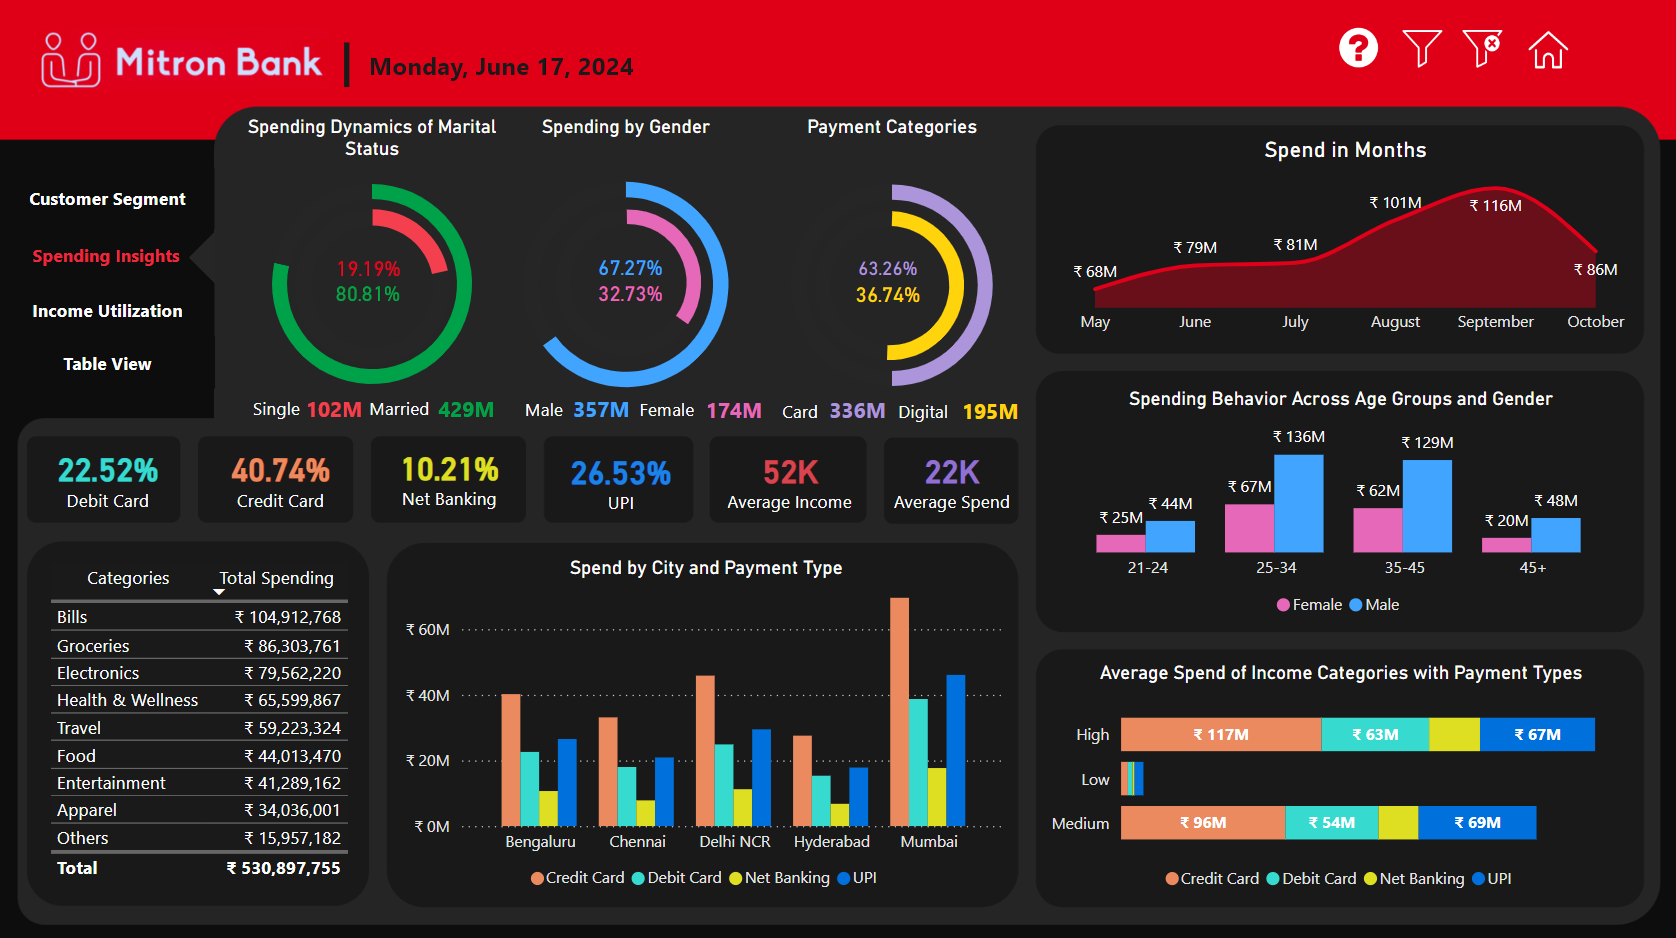 Mitron Bank
Monday, June 17, 2024
?
Customer Segment
Spending Insights
Income Utilization
Table View
Spending Dynamics of Marital
Status
19.19%
80.81%
Single 102M Married 429M
Spending by Gender
67.27%
32.73%
Male 357M Female 174M
Payment Categories
63.26%
36.74%
Card 336M Digital 195M
22.52%
Debit Card
40.74%
Credit Card
10.21%
Net Banking
26.53%
UPI
52K
Average Income
22K
Average Spend
Categories Total Spending
Bills ₹ 104,912,768
Groceries ₹ 86,303,761
Electronics ₹ 79,562,220
Health & Wellness ₹ 65,599,867
Travel ₹ 59,223,324
Food ₹ 44,013,470
Entertainment ₹ 41,289,162
Apparel ₹ 34,036,001
Others ₹ 15,957,182
Total ₹ 530,897,755
Spend by City and Payment Type
₹ 60M
₹ 40M
₹ 20M
₹ 0M
Bengaluru Chennai Delhi NCR Hyderabad Mumbai
Credit Card Debit Card Net Banking UPI
Spend in Months
₹ 68M ₹ 79M ₹ 81M ₹ 101M ₹ 116M ₹ 86M
May June July August September October
Spending Behavior Across Age Groups and Gender
₹ 25M ₹ 44M ₹ 67M ₹ 136M ₹ 62M ₹ 129M ₹ 20M ₹ 48M
21-24 25-34 35-45 45+
Female Male
Average Spend of Income Categories with Payment Types
High ₹ 117M ₹ 63M ₹ 67M
Low
Medium ₹ 96M ₹ 54M ₹ 69M
Credit Card Debit Card Net Banking UPI